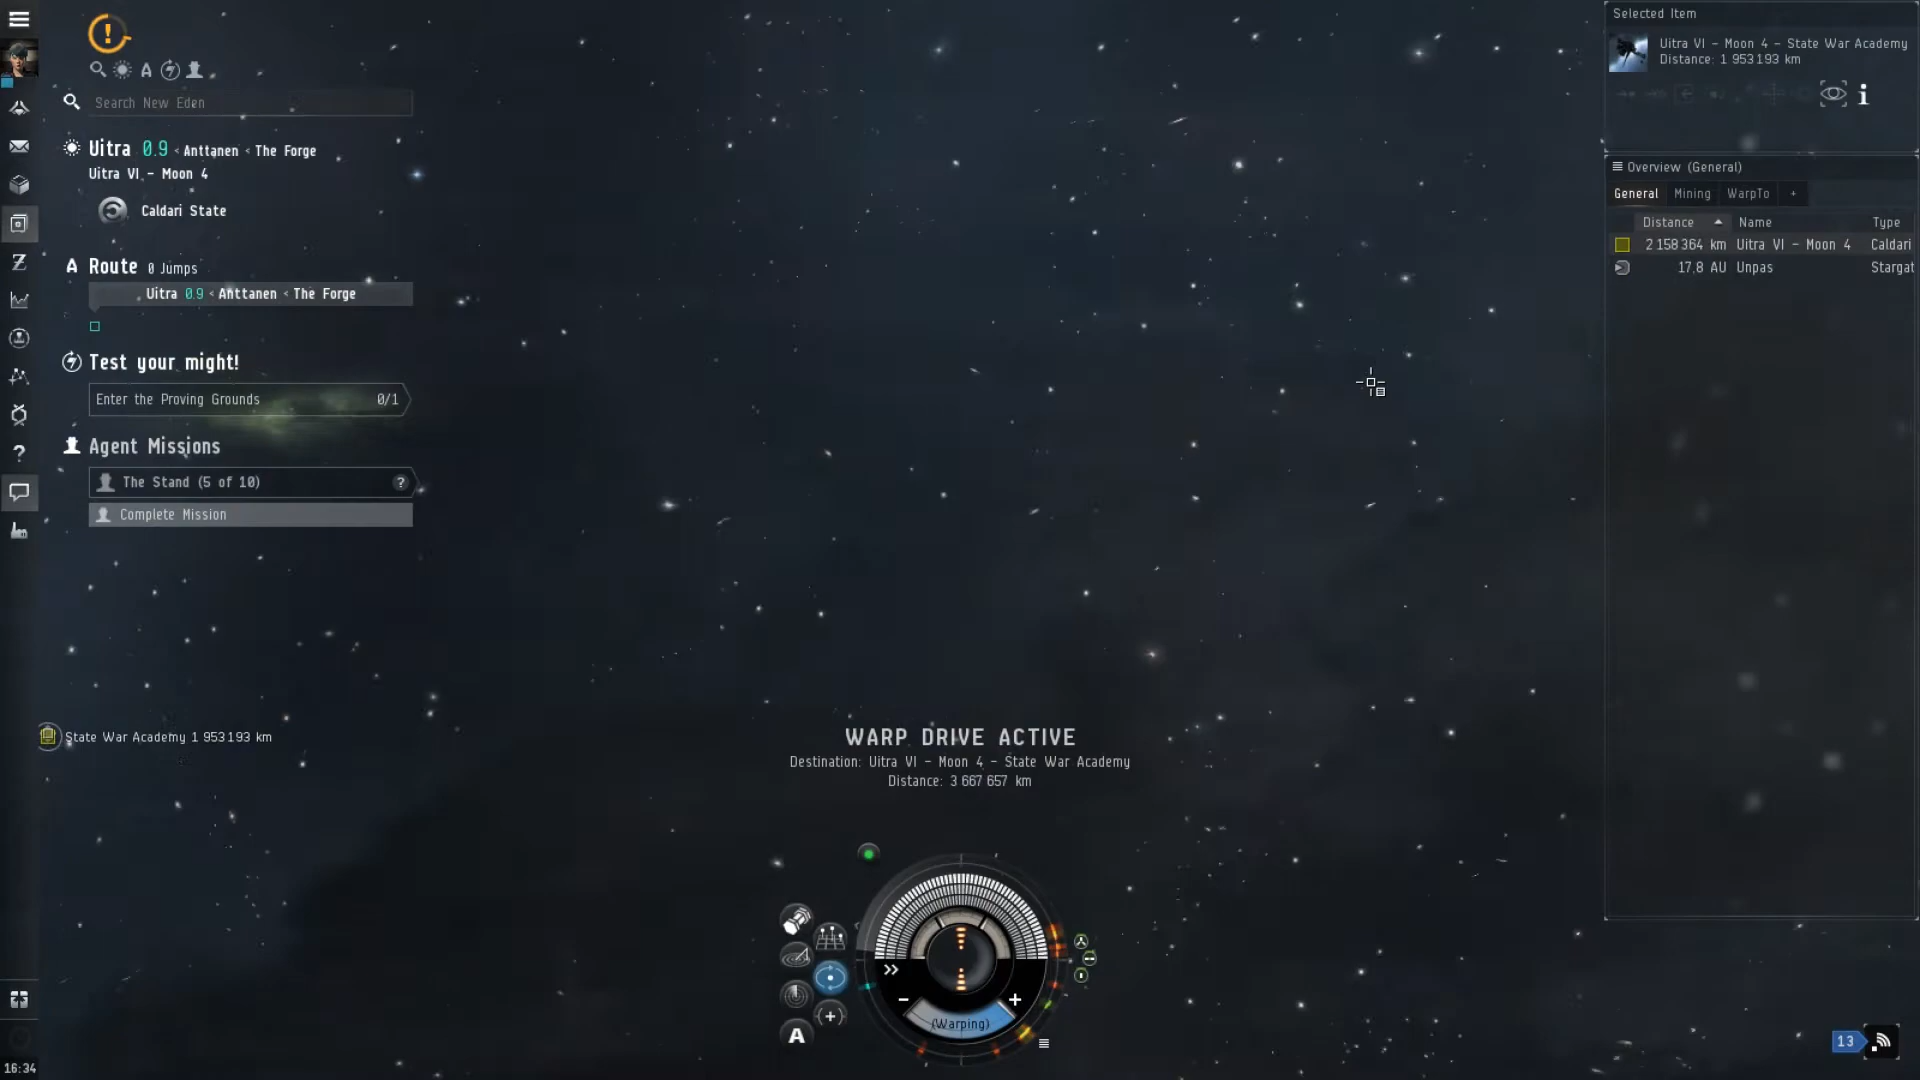 Search New Eden
Uitra 0.9 < Anttanen < The Forge
Uitra VI - Moon 4
Caldari State
Route 0 Jumps
Uitra 0.9 < Anttanen < The Forge
Test your might!
Enter the Proving Grounds 0/1
Agent Missions
The Stand (5 of 10) ?
Complete Mission
State War Academy 1 953 193 km
WARP DRIVE ACTIVE
Destination: Uitra VI - Moon 4 - State War Academy
Distance: 3 667 657 km
(Warping)
A
16:34
Selected Item
Uitra VI - Moon 4 - State War Academy
Distance: 1 953 193 km
Overview (General)
General Mining WarpTo +
Distance Name Type
2 158 364 km Uitra VI - Moon 4 Caldari
17,8 AU Unpas Stargat
13